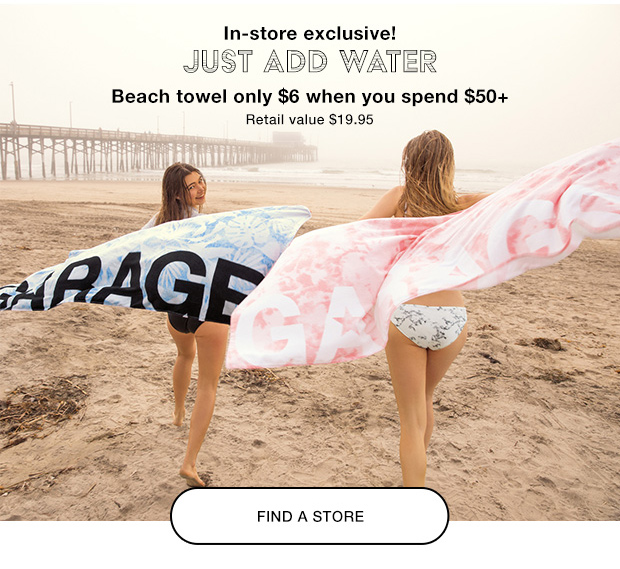 In-store exclusive!
JUST ADD WATER
Beach towel only $6 when you spend $50+
Retail value $19.95
GARAGE
GA
FIND A STORE